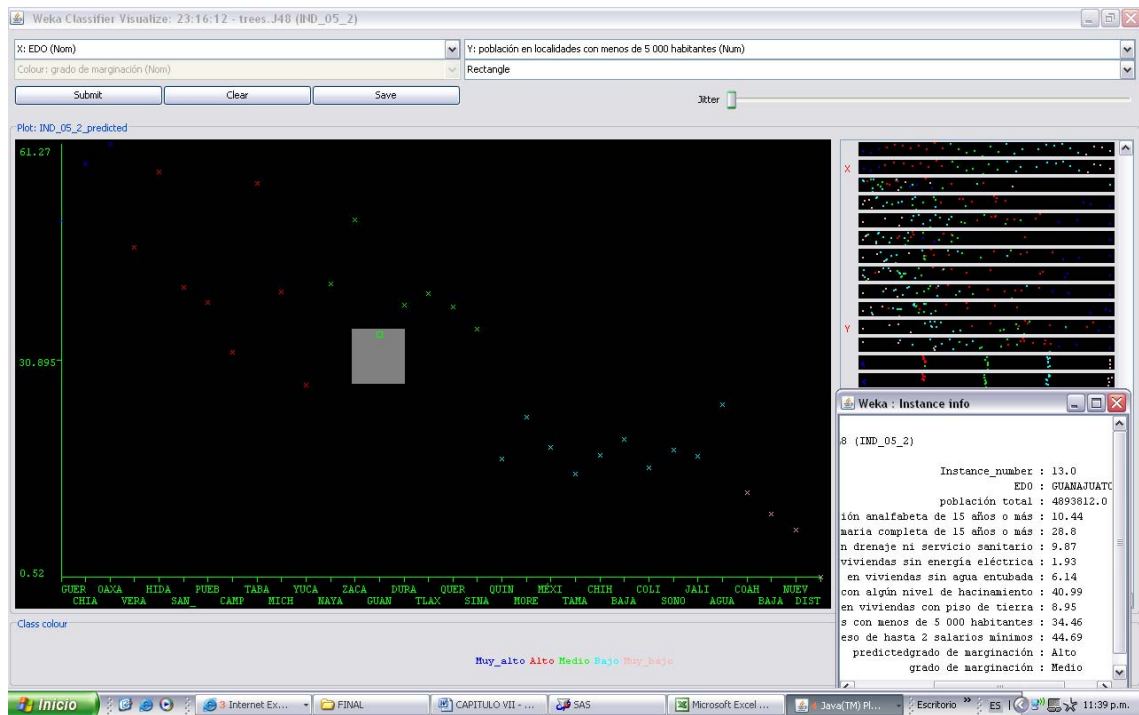 Weka Classifier Visualize: 23:16:12 - trees.J48 (IND_05_2)
X: EDO (Nom)
Y: población en localidades con menos de 5 000 habitantes (Num)
Colour: grado de marginación (Nom)
Rectangle
Submit
Clear
Save
Jitter
Plot: IND_05_2_predicted
61.27
30.895
0.52
X
Y
GUER OAXA HIDA PUEB TABA YUCA ZACA DURA QUER QUIN MÉXI CHIH COLI JALI COAH NUEV
CHIA VERA SAN_ CAMP MICH NAYA GUAN TLAX SINA MORE TAMA BAJA SONO AGUA BAJA DIST
Class colour
Muy_alto Alto Medio Bajo Muy_bajo
Weka : Instance info
J8 (IND_05_2)
Instance_number : 13.0
EDO : GUANAJUATO
población total : 4893812.0
ión analfabeta de 15 años o más : 10.44
maria completa de 15 años o más : 28.8
n drenaje ni servicio sanitario : 9.87
viviendas sin energía eléctrica : 1.93
en viviendas sin agua entubada : 6.14
con algún nivel de hacinamiento : 40.99
en viviendas con piso de tierra : 8.95
s con menos de 5 000 habitantes : 34.46
eso de hasta 2 salarios mínimos : 44.69
predictedgrado de marginación : Alto
grado de marginación : Medio
Inicio
3 Internet Ex...
FINAL
CAPITULO VII - ...
SAS
Microsoft Excel ...
4 Java(TM) Pl...
Escritorio
ES
11:39 p.m.